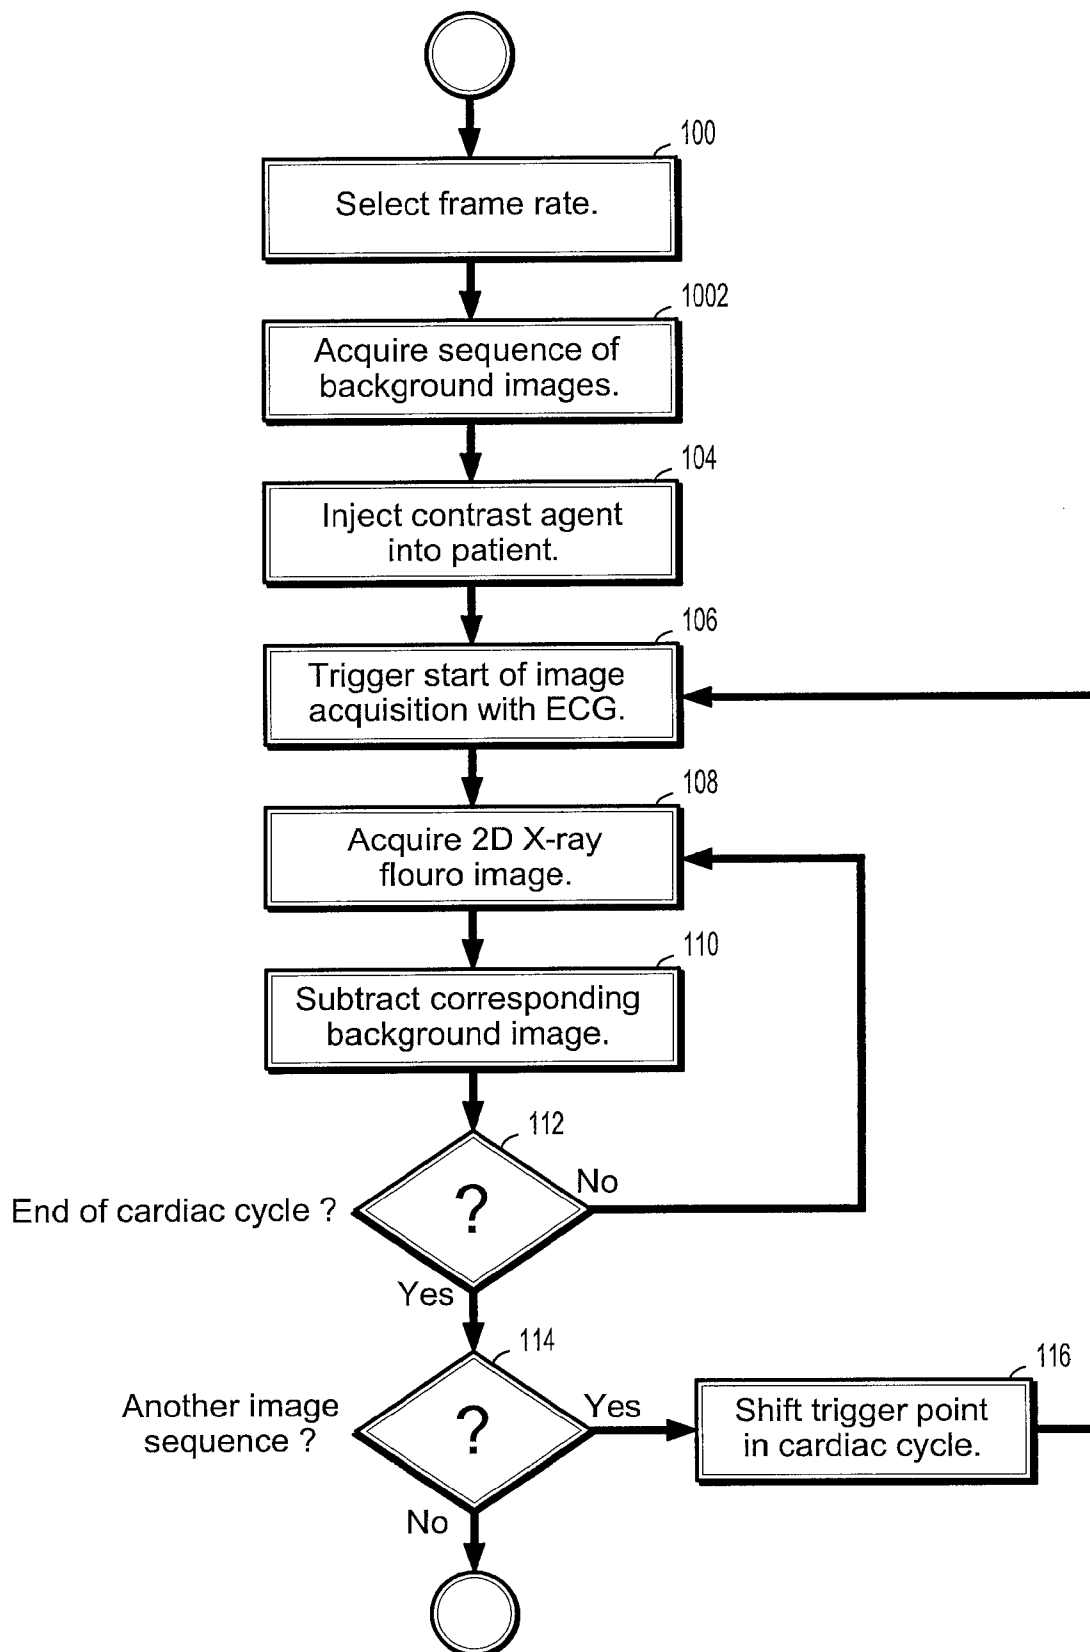 100
Select frame rate.
1002
Acquire sequence of
background images.
104
Inject contrast agent
into patient.
106
Trigger start of image
acquisition with ECG.
108
Acquire 2D X-ray
flouro image.
110
Subtract corresponding
background image.
112
End of cardiac cycle ?
?
No
Yes
114
Another image
sequence ?
?
Yes
116
Shift trigger point
in cardiac cycle.
No